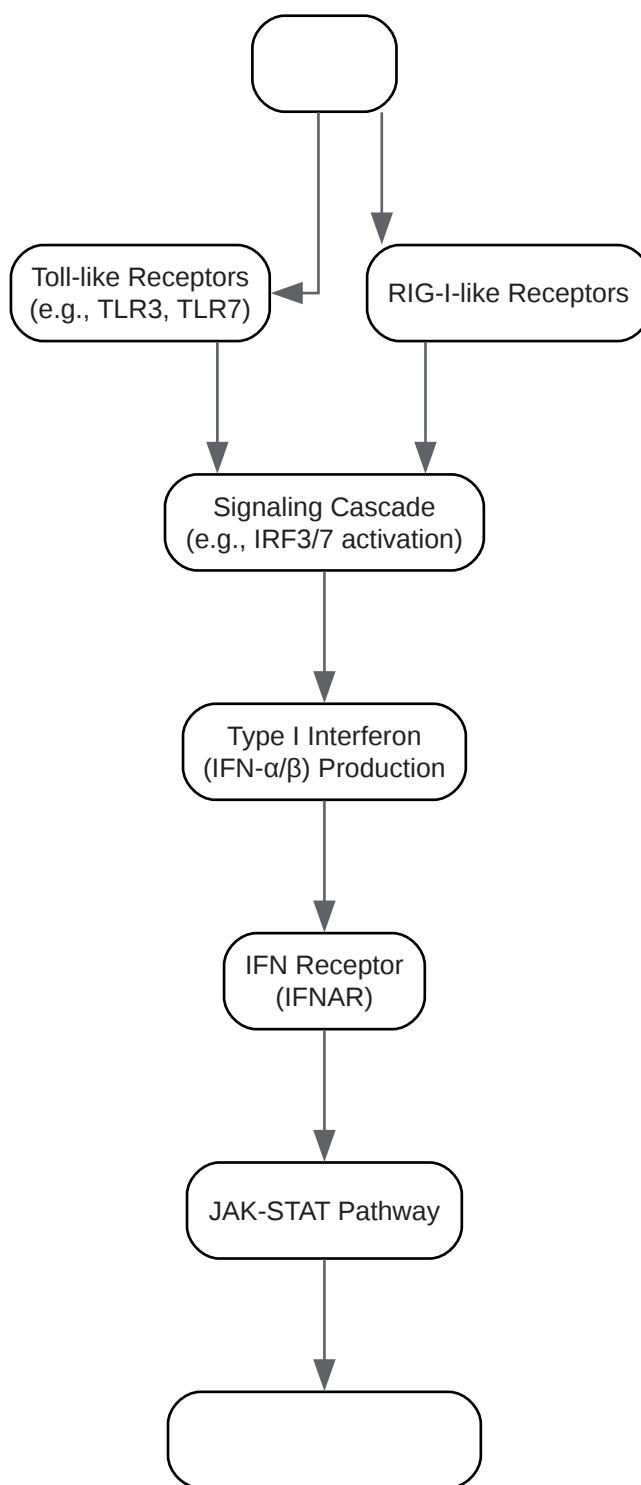 Toll-like Receptors
(e.g., TLR3, TLR7)
RIG-I-like Receptors
Signaling Cascade
(e.g., IRF3/7 activation)
Type I Interferon
(IFN-α/β) Production
IFN Receptor
(IFNAR)
JAK-STAT Pathway